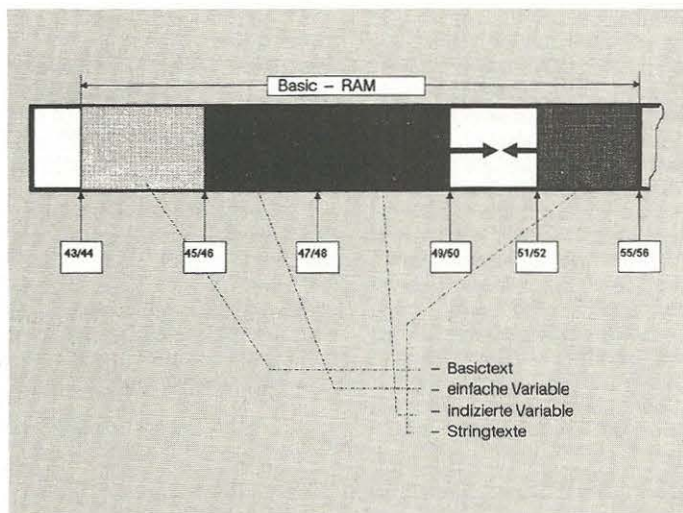 Basic – RAM
43/44 45/46 47/48 49/50 51/52 55/56
– Basictext
– einfache Variable
– indizierte Variable
– Stringtexte